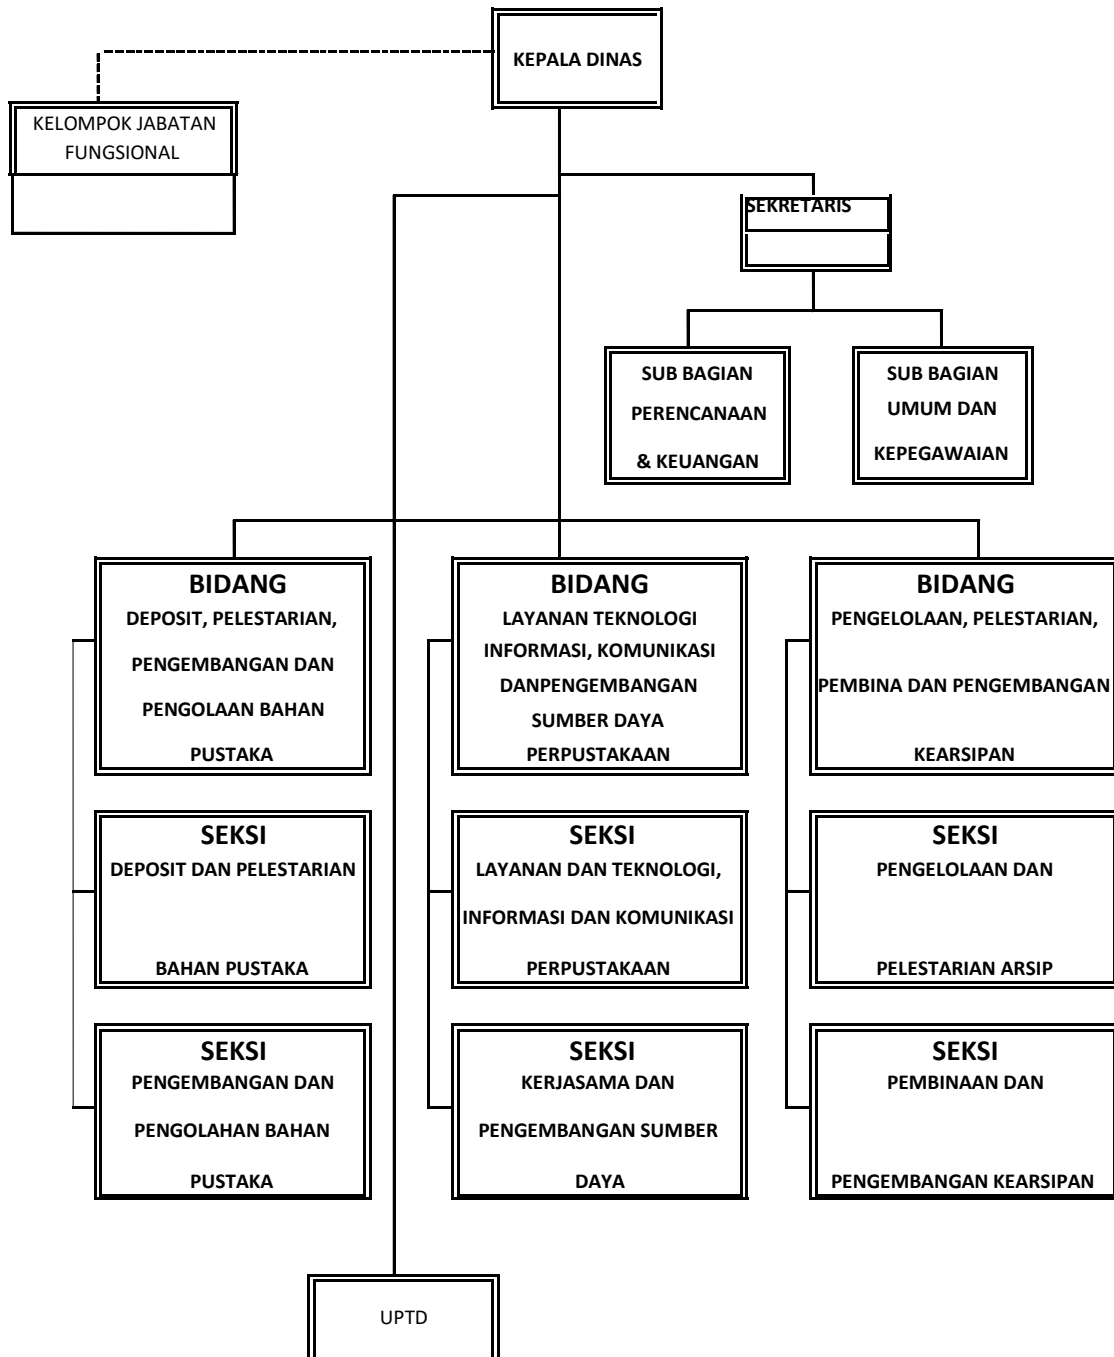 KEPALA DINAS
KELOMPOK JABATAN
FUNGSIONAL
SEKRETARIS
SUB BAGIAN
PERENCANAAN
& KEUANGAN
SUB BAGIAN
UMUM DAN
KEPEGAWAIAN
BIDANG
DEPOSIT, PELESTARIAN,
PENGEMBANGAN DAN
PENGOLAAN BAHAN
PUSTAKA
BIDANG
LAYANAN TEKNOLOGI
INFORMASI, KOMUNIKASI
DANPENGEMBANGAN
SUMBER DAYA
PERPUSTAKAAN
BIDANG
PENGELOLAAN, PELESTARIAN,
PEMBINA DAN PENGEMBANGAN
KEARSIPAN
SEKSI
DEPOSIT DAN PELESTARIAN
BAHAN PUSTAKA
SEKSI
LAYANAN DAN TEKNOLOGI,
INFORMASI DAN KOMUNIKASI
PERPUSTAKAAN
SEKSI
PENGELOLAAN DAN
PELESTARIAN ARSIP
SEKSI
PENGEMBANGAN DAN
PENGOLAHAN BAHAN
PUSTAKA
SEKSI
KERJASAMA DAN
PENGEMBANGAN SUMBER
DAYA
SEKSI
PEMBINAAN DAN
PENGEMBANGAN KEARSIPAN
UPTD